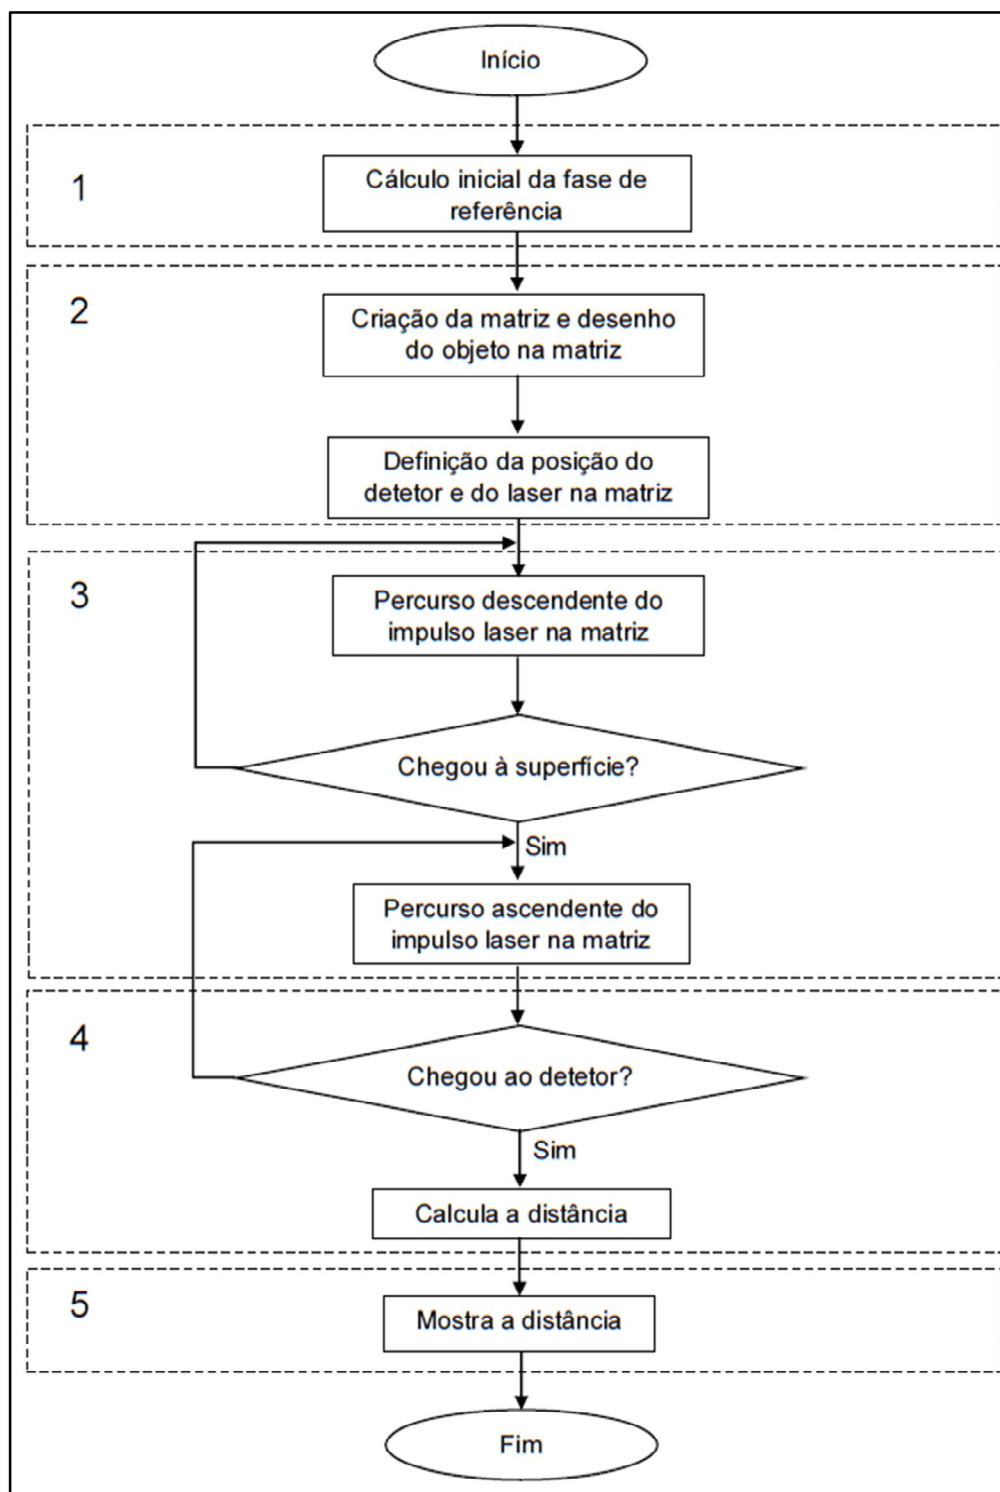 Início
1
Cálculo inicial da fase de
referência
2
Criação da matriz e desenho
do objeto na matriz
Definição da posição do
detetor e do laser na matriz
3
Percurso descendente do
impulso laser na matriz
Chegou à superfície?
Sim
Percurso ascendente do
impulso laser na matriz
4
Chegou ao detetor?
Sim
Calcula a distância
5
Mostra a distância
Fim